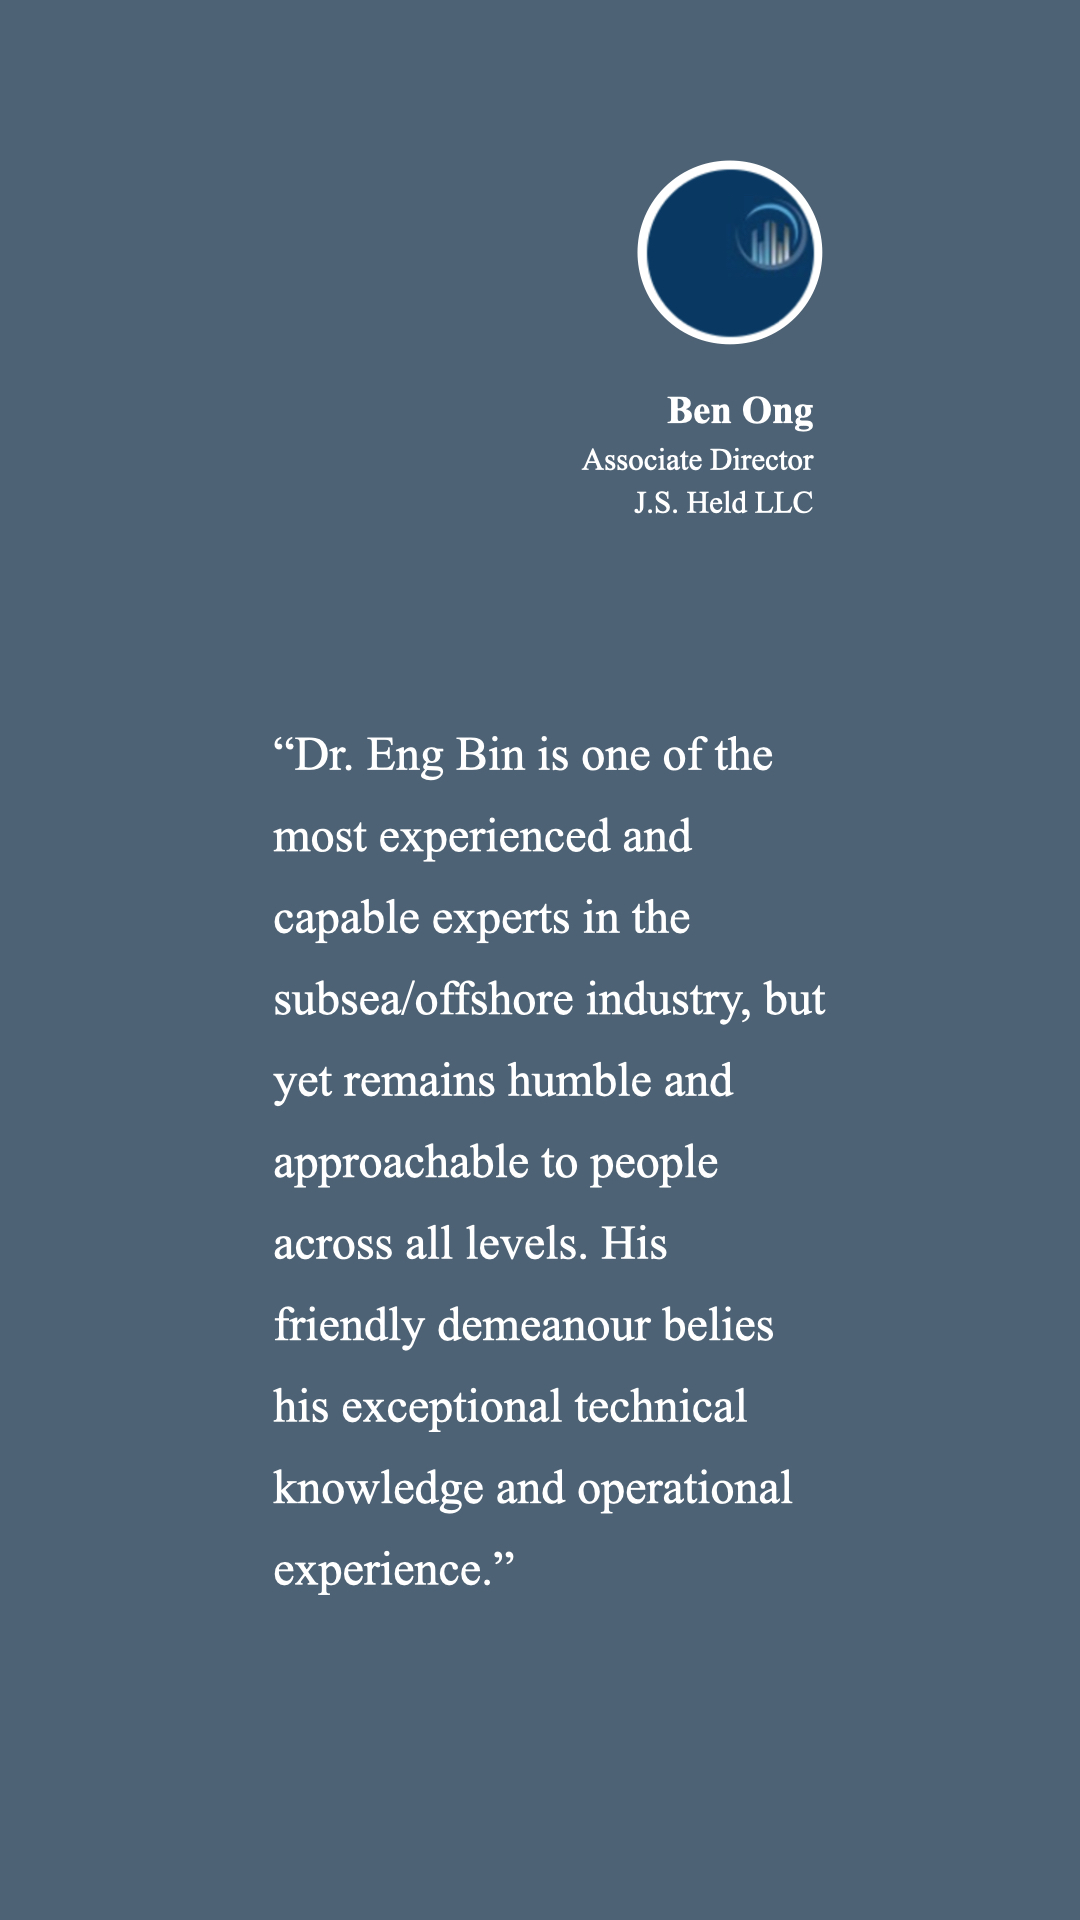 Ben Ong
Associate Director
J.S. Held LLC
“Dr. Eng Bin is one of the
most experienced and
capable experts in the
subsea/offshore industry, but
yet remains humble and
approachable to people
across all levels. His
friendly demeanour belies
his exceptional technical
knowledge and operational
experience.”